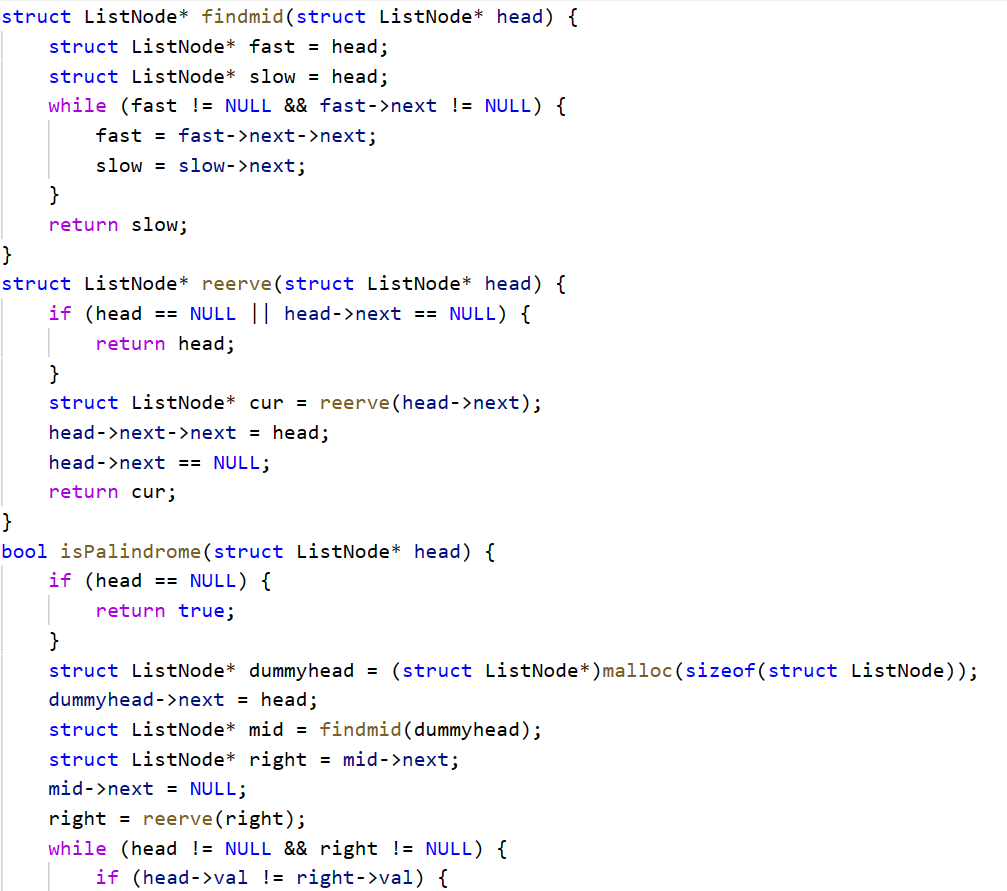 struct ListNode* findmid(struct ListNode* head) {
    struct ListNode* fast = head;
    struct ListNode* slow = head;
    while (fast != NULL && fast->next != NULL) {
        fast = fast->next->next;
        slow = slow->next;
    }
    return slow;
}
struct ListNode* reerve(struct ListNode* head) {
    if (head == NULL || head->next == NULL) {
        return head;
    }
    struct ListNode* cur = reerve(head->next);
    head->next->next = head;
    head->next == NULL;
    return cur;
}
bool isPalindrome(struct ListNode* head) {
    if (head == NULL) {
        return true;
    }
    struct ListNode* dummyhead = (struct ListNode*)malloc(sizeof(struct ListNode));
    dummyhead->next = head;
    struct ListNode* mid = findmid(dummyhead);
    struct ListNode* right = mid->next;
    mid->next = NULL;
    right = reerve(right);
    while (head != NULL && right != NULL) {
        if (head->val != right->val) {